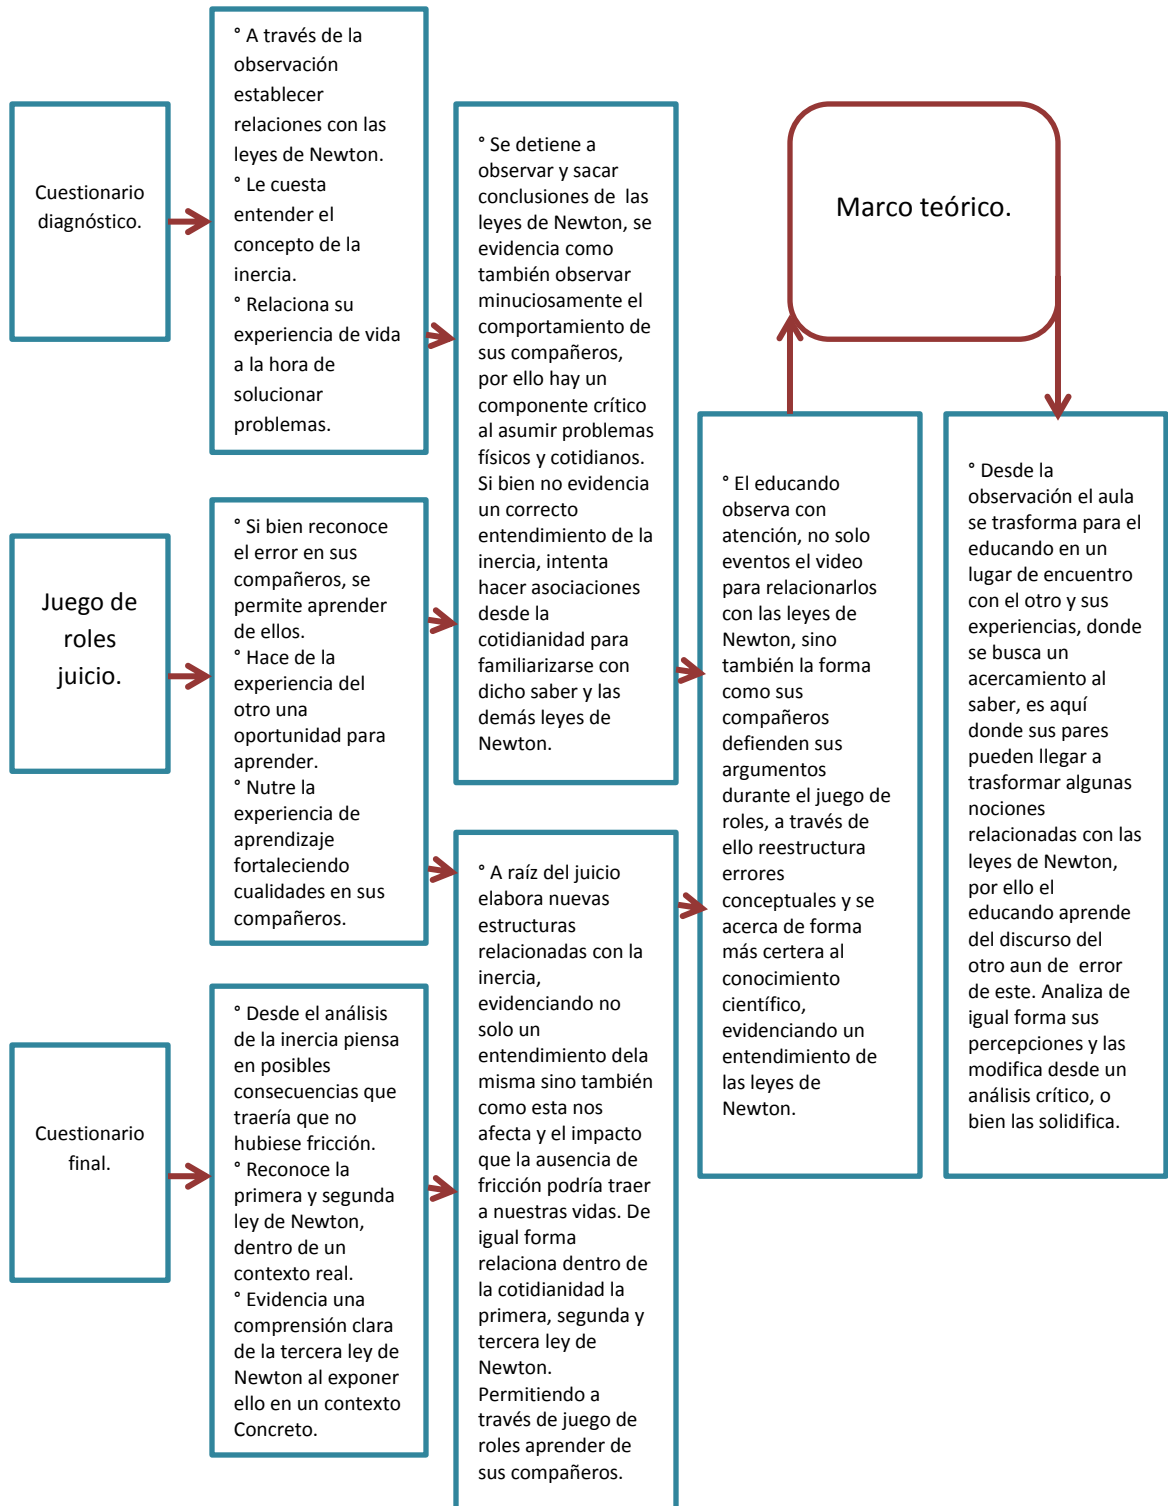 Cuestionario
diagnóstico.
° A través de la
observación
establecer
relaciones con las
leyes de Newton.
° Le cuesta
entender el
concepto de la
inercia.
° Relaciona su
experiencia de vida
a la hora de
solucionar
problemas.
Juego de
roles
juicio.
° Si bien reconoce
el error en sus
compañeros, se
permite aprender
de ellos.
° Hace de la
experiencia del
otro una
oportunidad para
aprender.
° Nutre la
experiencia de
aprendizaje
fortaleciendo
cualidades en sus
compañeros.
Cuestionario
final.
° Desde el análisis
de la inercia piensa
en posibles
consecuencias que
traería que no
hubiese fricción.
° Reconoce la
primera y segunda
ley de Newton,
dentro de un
contexto real.
° Evidencia una
comprensión clara
de la tercera ley de
Newton al exponer
ello en un contexto
Concreto.
° Se detiene a
observar y sacar
conclusiones de  las
leyes de Newton, se
evidencia como
también observar
minuciosamente el
comportamiento de
sus compañeros,
por ello hay un
componente crítico
al asumir problemas
físicos y cotidianos.
Si bien no evidencia
un correcto
entendimiento de la
inercia, intenta
hacer asociaciones
desde la
cotidianidad para
familiarizarse con
dicho saber y las
demás leyes de
Newton.
° A raíz del juicio
elabora nuevas
estructuras
relacionadas con la
inercia,
evidenciando no
solo un
entendimiento dela
misma sino también
como esta nos
afecta y el impacto
que la ausencia de
fricción podría traer
a nuestras vidas. De
igual forma
relaciona dentro de
la cotidianidad la
primera, segunda y
tercera ley de
Newton.
Permitiendo a
través de juego de
roles aprender de
sus compañeros.
° El educando
observa con
atención, no solo
eventos el video
para relacionarlos
con las leyes de
Newton, sino
también la forma
como sus
compañeros
defienden sus
argumentos
durante el juego de
roles, a través de
ello reestructura
errores
conceptuales y se
acerca de forma
más certera al
conocimiento
científico,
evidenciando un
entendimiento de
las leyes de
Newton.
Marco teórico.
° Desde la
observación el aula
se trasforma para el
educando en un
lugar de encuentro
con el otro y sus
experiencias, donde
se busca un
acercamiento al
saber, es aquí
donde sus pares
pueden llegar a
trasformar algunas
nociones
relacionadas con las
leyes de Newton,
por ello el
educando aprende
del discurso del
otro aun de  error
de este. Analiza de
igual forma sus
percepciones y las
modifica desde un
análisis crítico, o
bien las solidifica.